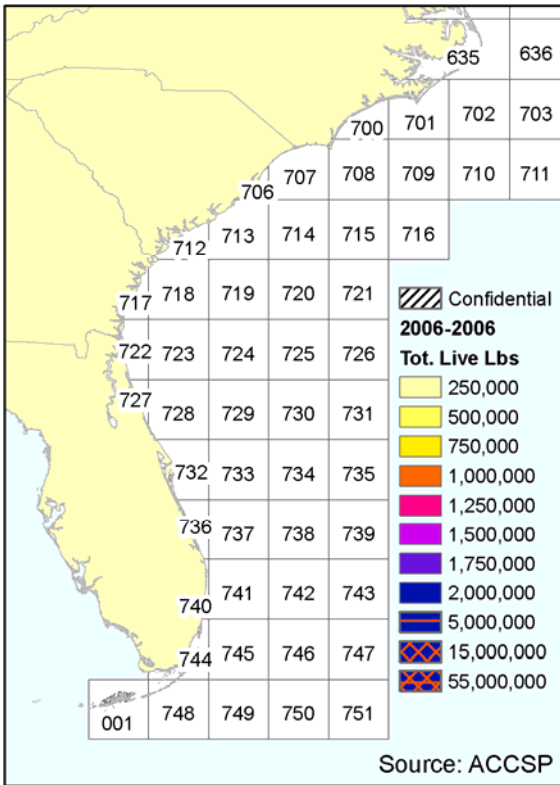 635 636
700 701 702 703
706 707 708 709 710 711
712 713 714 715 716
717 718 719 720 721
722 723 724 725 726
727 728 729 730 731
732 733 734 735
736 737 738 739
740 741 742 743
744 745 746 747
001 748 749 750 751
Confidential
2006-2006
Tot. Live Lbs
250,000
500,000
750,000
1,000,000
1,250,000
1,500,000
1,750,000
2,000,000
5,000,000
15,000,000
55,000,000
Source: ACCSP